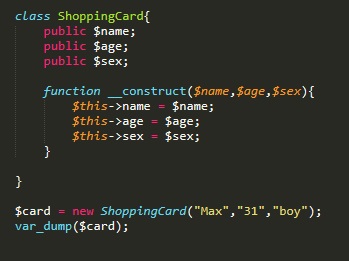 class ShoppingCard{
public $name;
public $age;
public $sex;
function __construct($name,$age,$sex){
$this->name = $name;
$this->age = $age;
$this->sex = $sex;
}
}
$card = new ShoppingCard("Max","31","boy");
var_dump($card);